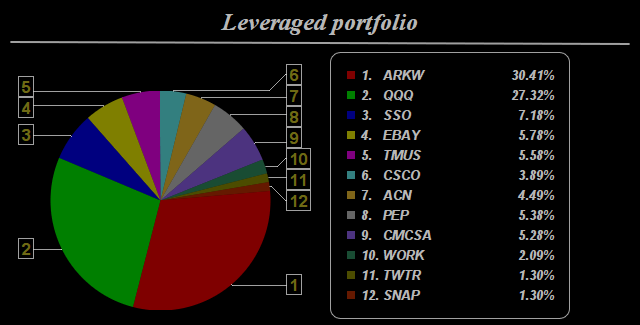 Leveraged portfolio
5
4
3
2
6
7
8
9
10
11
12
1
1. ARKW 30.41%
2. QQQ 27.32%
3. SSO 7.18%
4. EBAY 5.78%
5. TMUS 5.58%
6. CSCO 3.89%
7. ACN 4.49%
8. PEP 5.38%
9. CMCSA 5.28%
10. WORK 2.09%
11. TWTR 1.30%
12. SNAP 1.30%